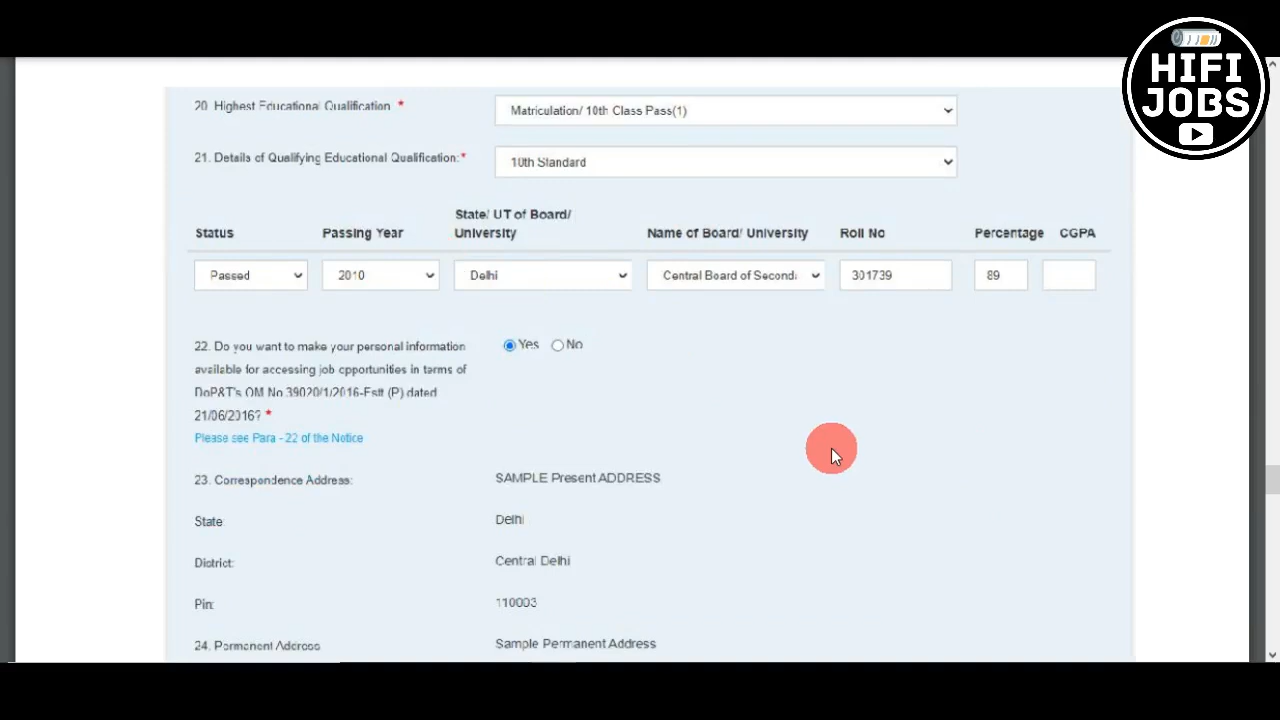 HIFI
JOBS
20. Highest Educational Qualification *
Matriculation/ 10th Class Pass(1)
21. Details of Qualifying Educational Qualification:*
10th Standard
Status
Passing Year
State/ UT of Board/
University
Name of Board/ University
Roll No
Percentage
CGPA
Passed
2010
Delhi
Central Board of Seconda
301739
89
22. Do you want to make your personal information
available for accessing job opportunities in terms of
DoP&T's OM No.39020/1/2016-Estt (P) dated
21/06/2016? *
Yes No
Please see Para - 22 of the Notice
23. Correspondence Address:
SAMPLE Present ADDRESS
State
Delhi
District:
Central Delhi
Pin:
110003
24. Permanent Address
Sample Permanent Address